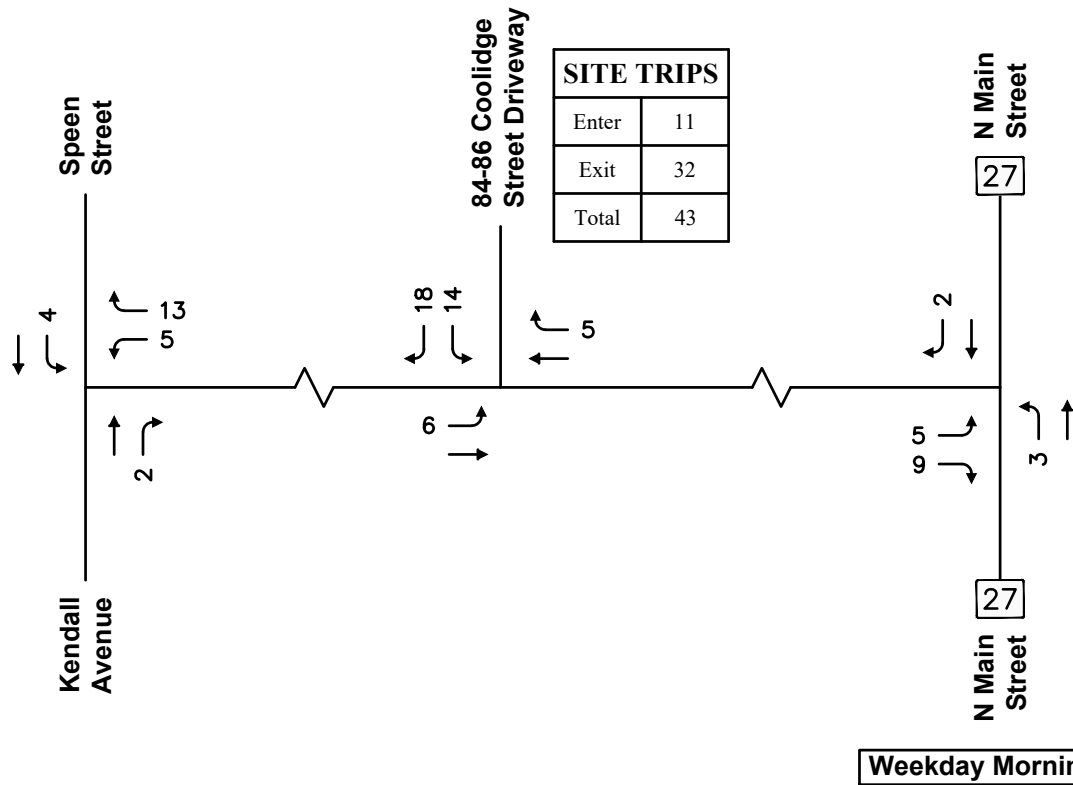 Speen
Street
84-86 Coolidge
Street Driveway
SITE TRIPS
Enter 11
Exit 32
Total 43
N Main
Street
27
4
13
5
18
14
5
2
2
6
5
9
3
Kendall
Avenue
27
N Main
Street
Weekday Mornin